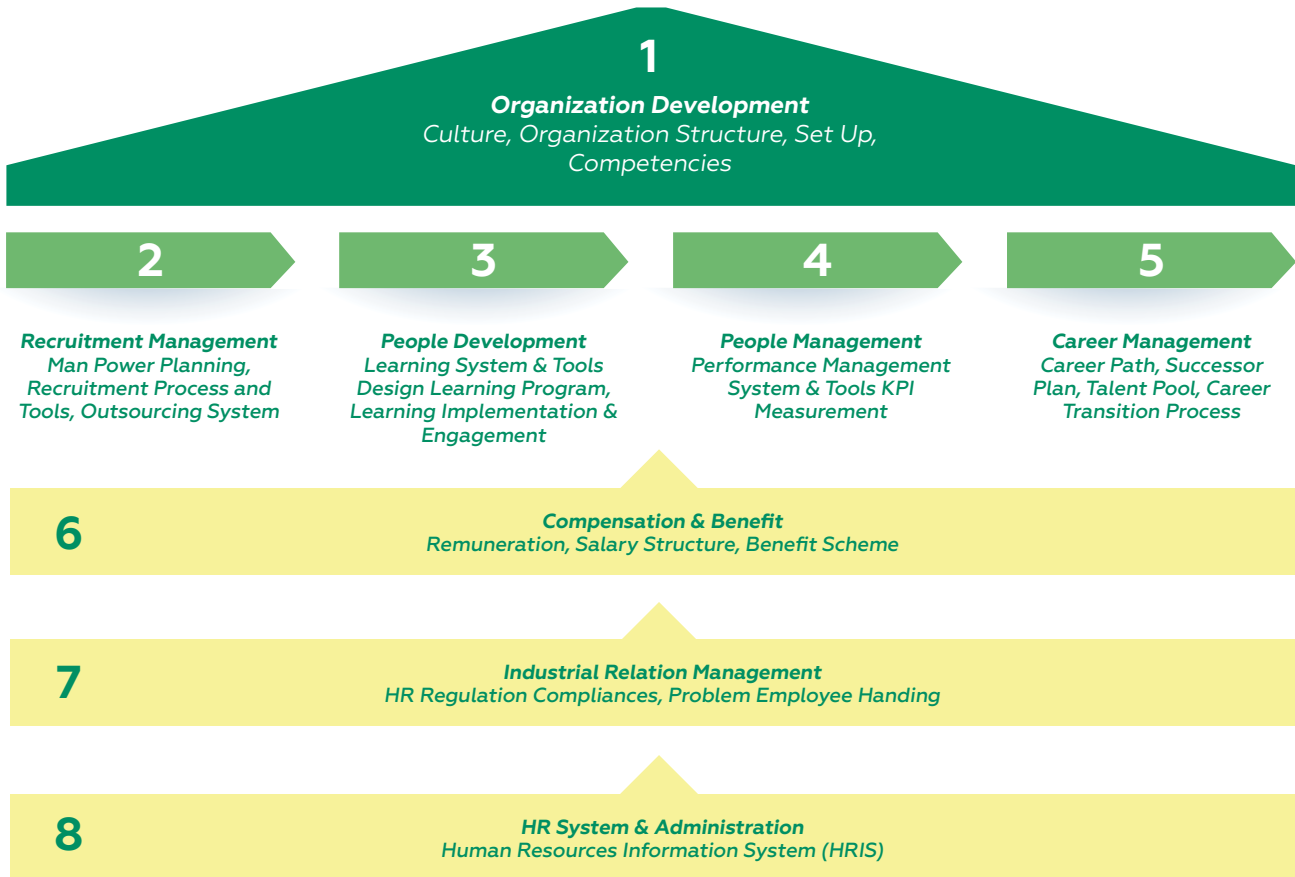 1
Organization Development
Culture, Organization Structure, Set Up,
Competencies
2
Recruitment Management
Man Power Planning,
Recruitment Process and
Tools, Outsourcing System
3
People Development
Learning System & Tools
Design Learning Program,
Learning Implementation &
Engagement
4
People Management
Performance Management
System & Tools KPI
Measurement
5
Career Management
Career Path, Successor
Plan, Talent Pool, Career
Transition Process
6
Compensation & Benefit
Remuneration, Salary Structure, Benefit Scheme
7
Industrial Relation Management
HR Regulation Compliances, Problem Employee Handing
8
HR System & Administration
Human Resources Information System (HRIS)